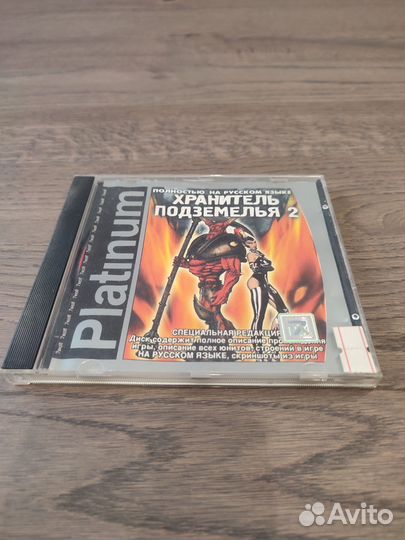 Platinum
ПОЛНОСТЬЮ НА РУССКОМ ЯЗЫКЕ
ХРАНИТЕЛЬ
ПОДЗЕМЕЛЬЯ 2
СПЕЦИАЛЬНАЯ РЕДАКЦИЯ
Диск содержит полное описание
игры, описание всех юнитов, строений в игре
НА РУССКОМ ЯЗЫКЕ, скриншоты из игры
Avito